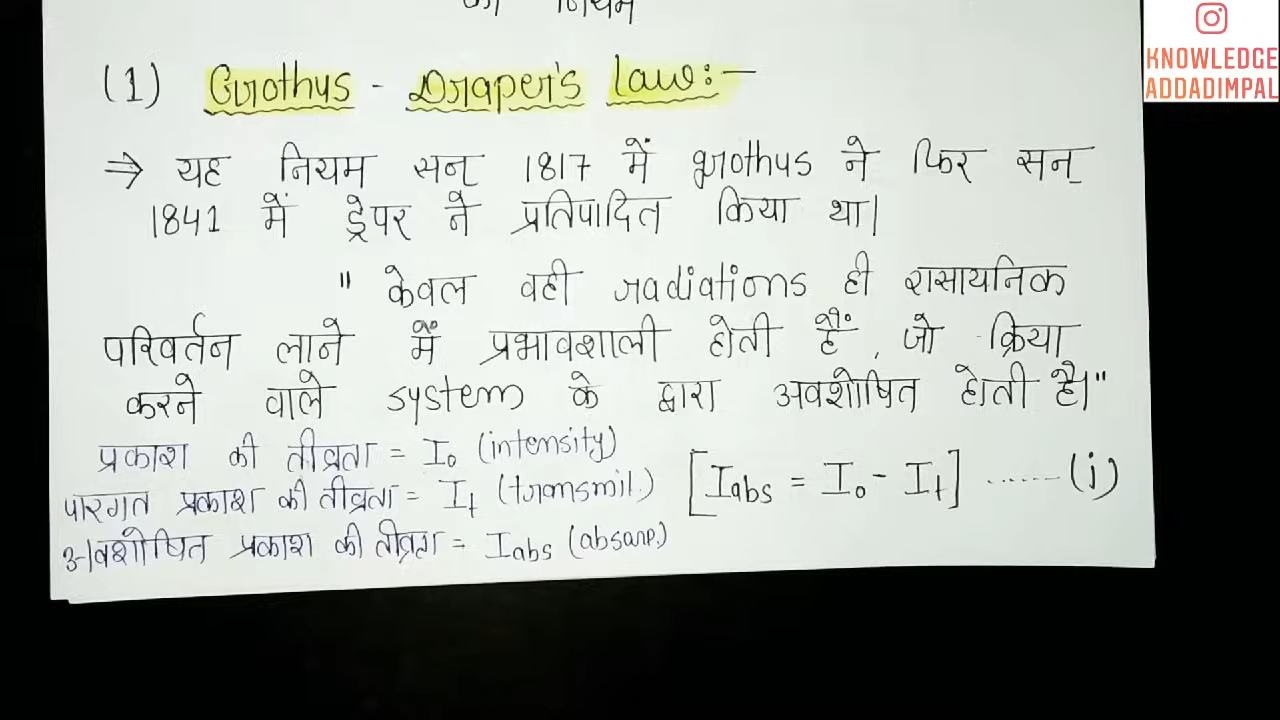 का नियम
KNOWLEDGE
ADDADIMPAL
(1) Grothus - Draper's law:-
⇒ यह नियम सन् 1817 में grothus ने फिर सन्
1841 में ड्रेपर ने प्रतिपादित किया था।
" केवल वही radiations ही रासायनिक
परिवर्तन लाने में प्रभावशाली होती हैं, जो क्रिया
करने वाले system के द्वारा अवशोषित होती है।"
प्रकाश की तीव्रता = I₀ (intensity)
पारगत प्रकाश की तीव्रता = Iₜ (transmit.)
[Iabs = I₀ - Iₜ] ...... (i)
अवशोषित प्रकाश की तीव्रता = Iabs (absorp.)